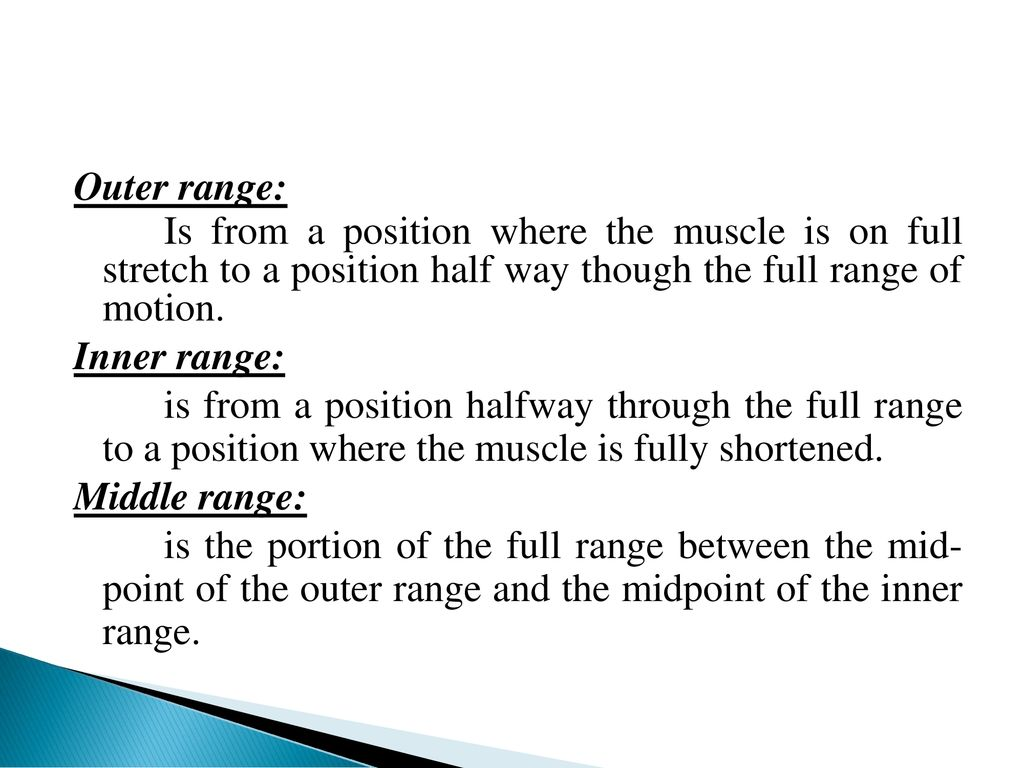 Outer range:
Is from a position where the muscle is on full
stretch to a position half way though the full range of
motion.
Inner range:
is from a position halfway through the full range
to a position where the muscle is fully shortened.
Middle range:
is the portion of the full range between the mid-
point of the outer range and the midpoint of the inner
range.